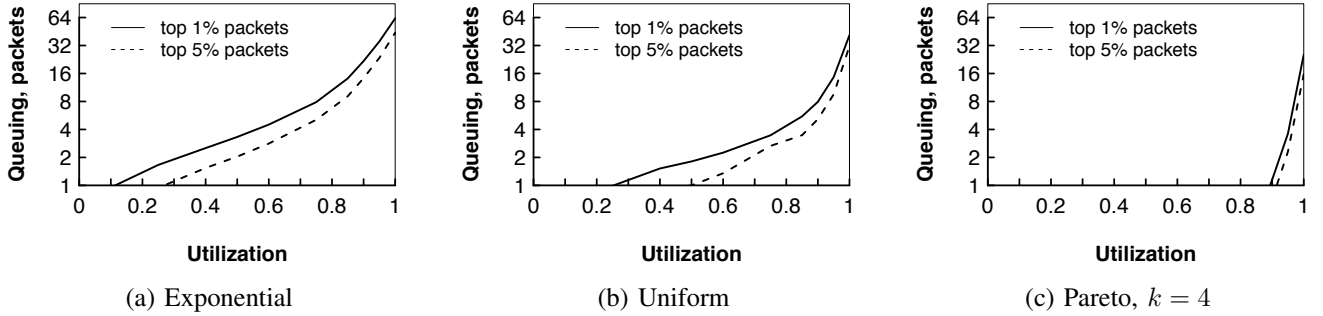 Queuing, packets
64
32
16
8
4
2
1
top 1% packets
top 5% packets
0 0.2 0.4 0.6 0.8 1
Utilization
(a) Exponential
Queuing, packets
64
32
16
8
4
2
1
top 1% packets
top 5% packets
0 0.2 0.4 0.6 0.8 1
Utilization
(b) Uniform
Queuing, packets
64
32
16
8
4
2
1
top 1% packets
top 5% packets
0 0.2 0.4 0.6 0.8 1
Utilization
(c) Pareto, k = 4